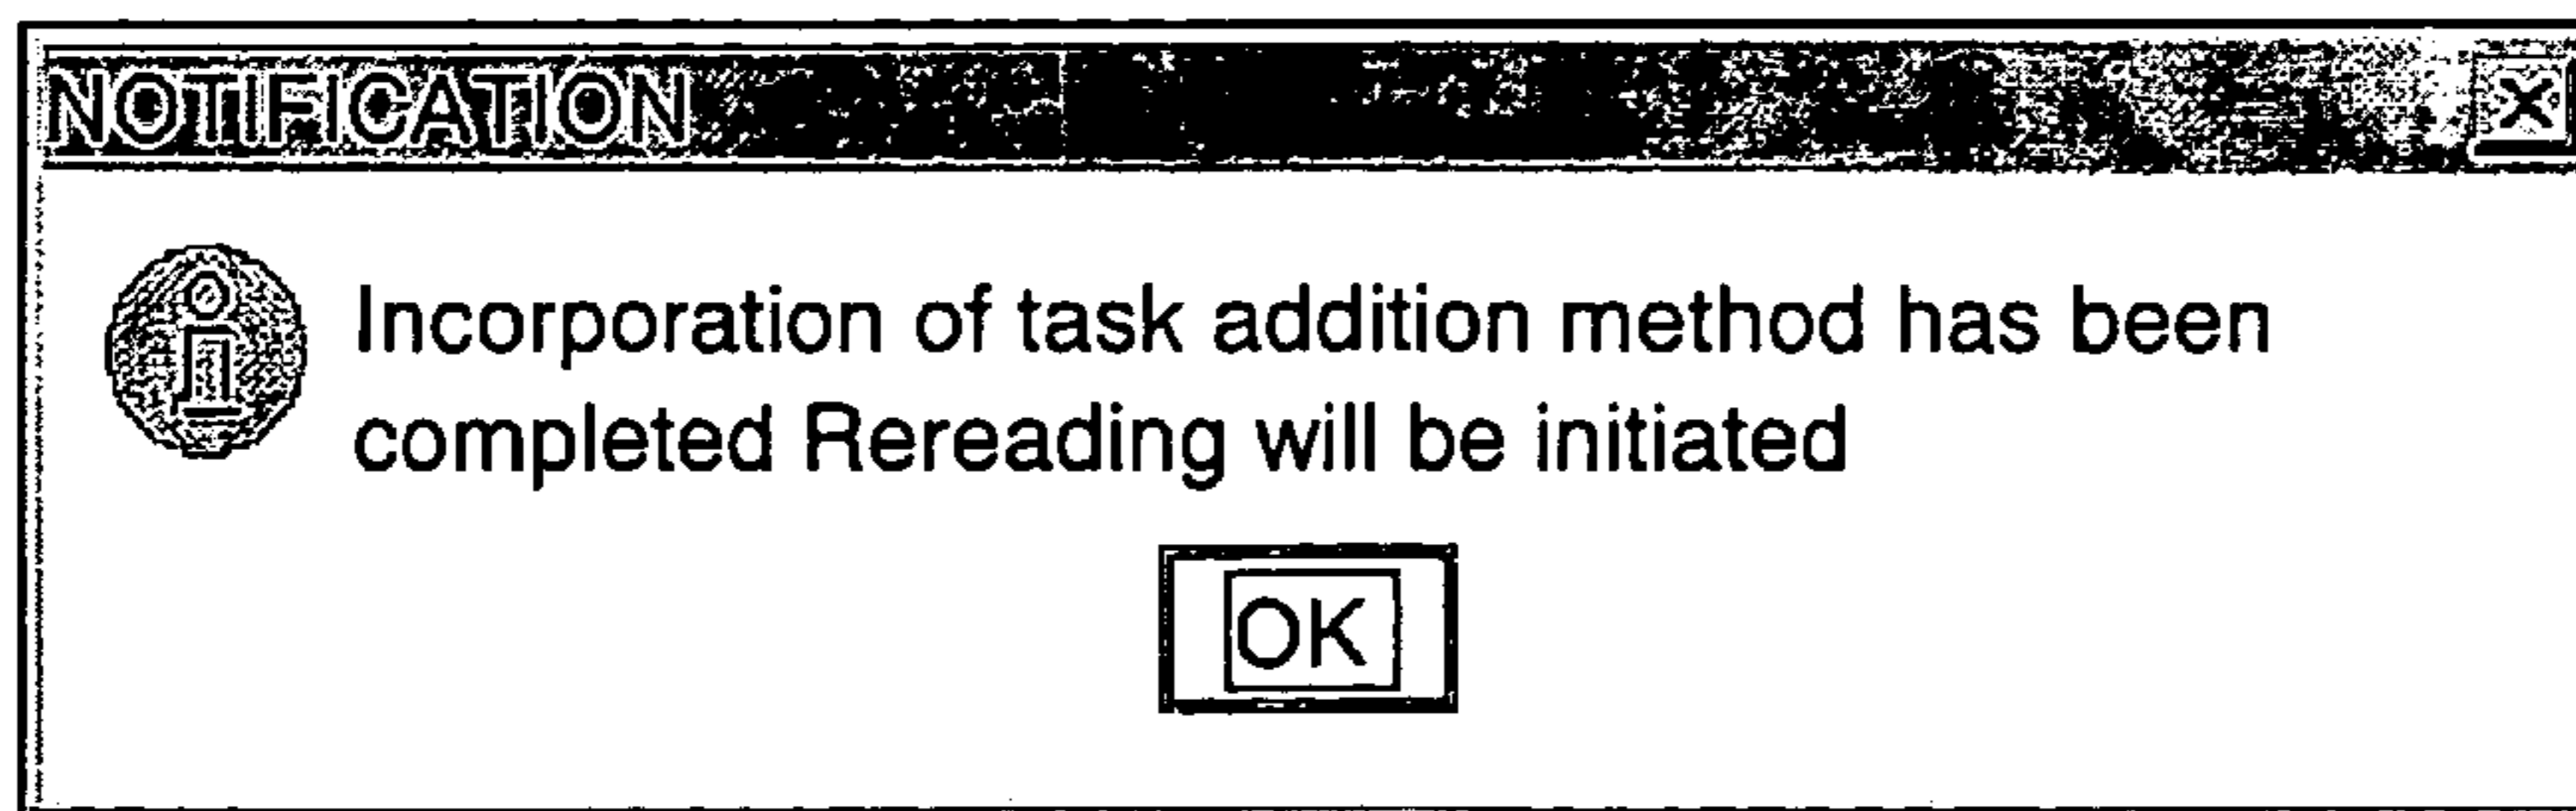 NOTIFICATION
Incorporation of task addition method has been
completed Rereading will be initiated
OK